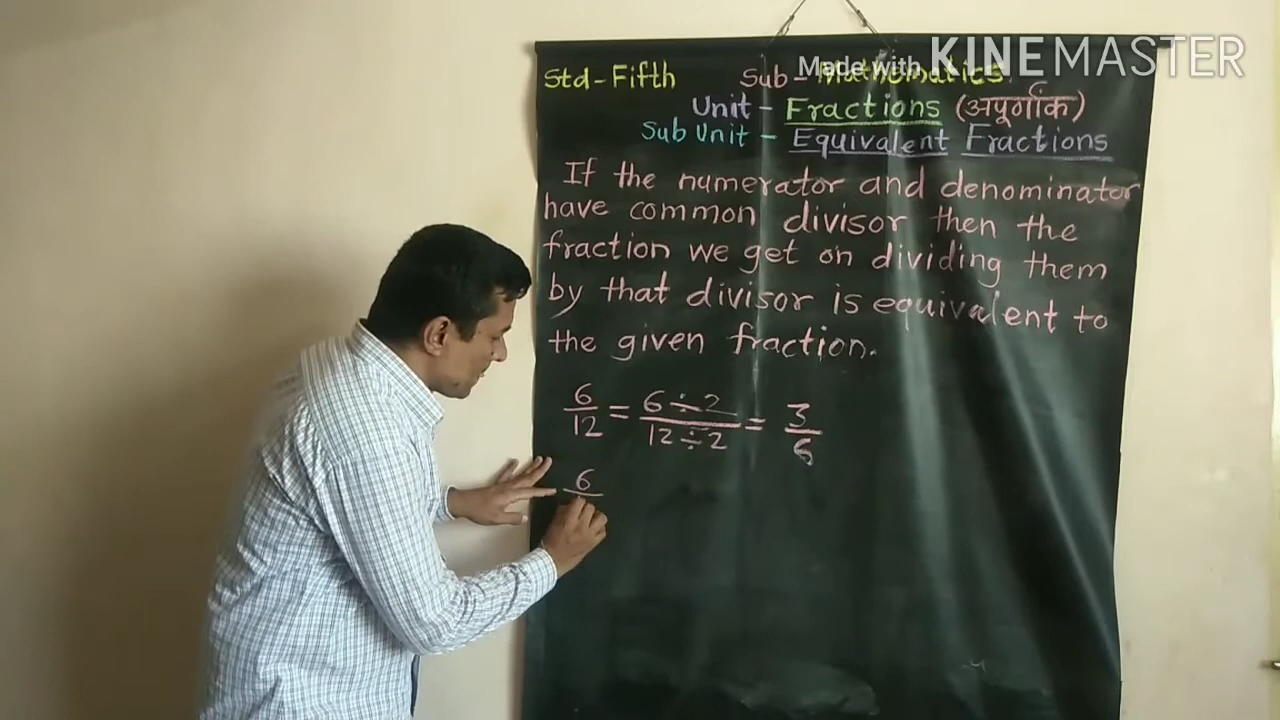 Made with KINEMASTER
Std-Fifth Sub-Mathematics
Unit - Fractions (अपूर्णांक)
Sub Unit - Equivalent Fractions
If the numerator and denominator
have common divisor then the
fraction we get on dividing them
by that divisor is equivalent to
the given fraction.
6/12 = 6÷2/12÷2 = 3/6
6